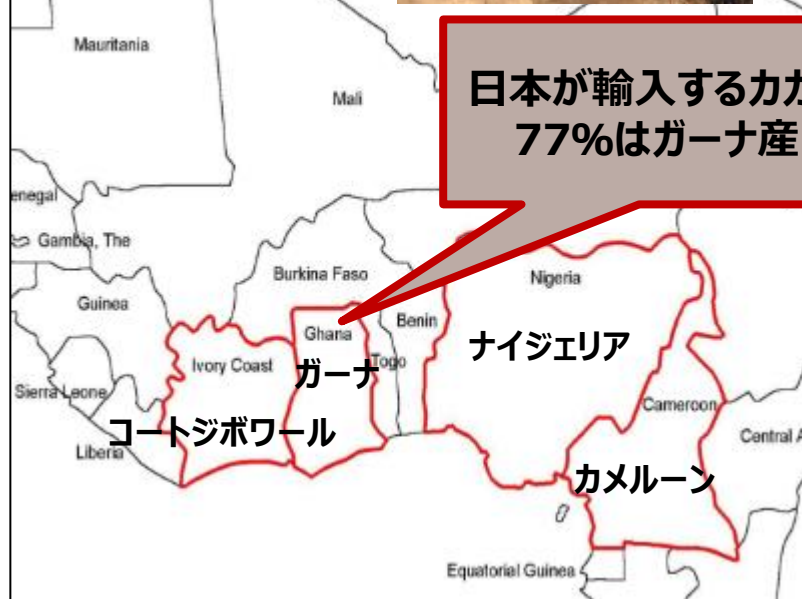 Mauritania
Mali
日本が輸入するカカ
77%はガーナ産
enegal
Gambia, The
Burkina Faso
Nigeria
Guinea
Benin
Ghana
Ivory Coast
ガーナ
Togo
ナイジェリア
Sierra Leone
Cameroon
コートジボワール
Liberia
Central A
カメルーン
Equatorial Guinea